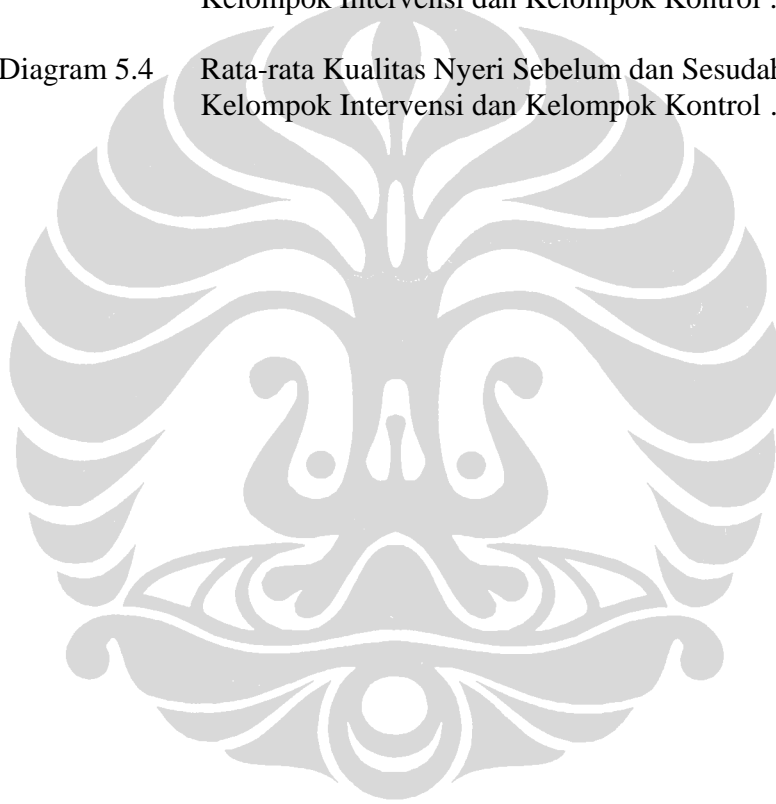 Kelompok Intervensi dan Kelompok Kontrol .
Diagram 5.4 Rata-rata Kualitas Nyeri Sebelum dan Sesudah
Kelompok Intervensi dan Kelompok Kontrol .